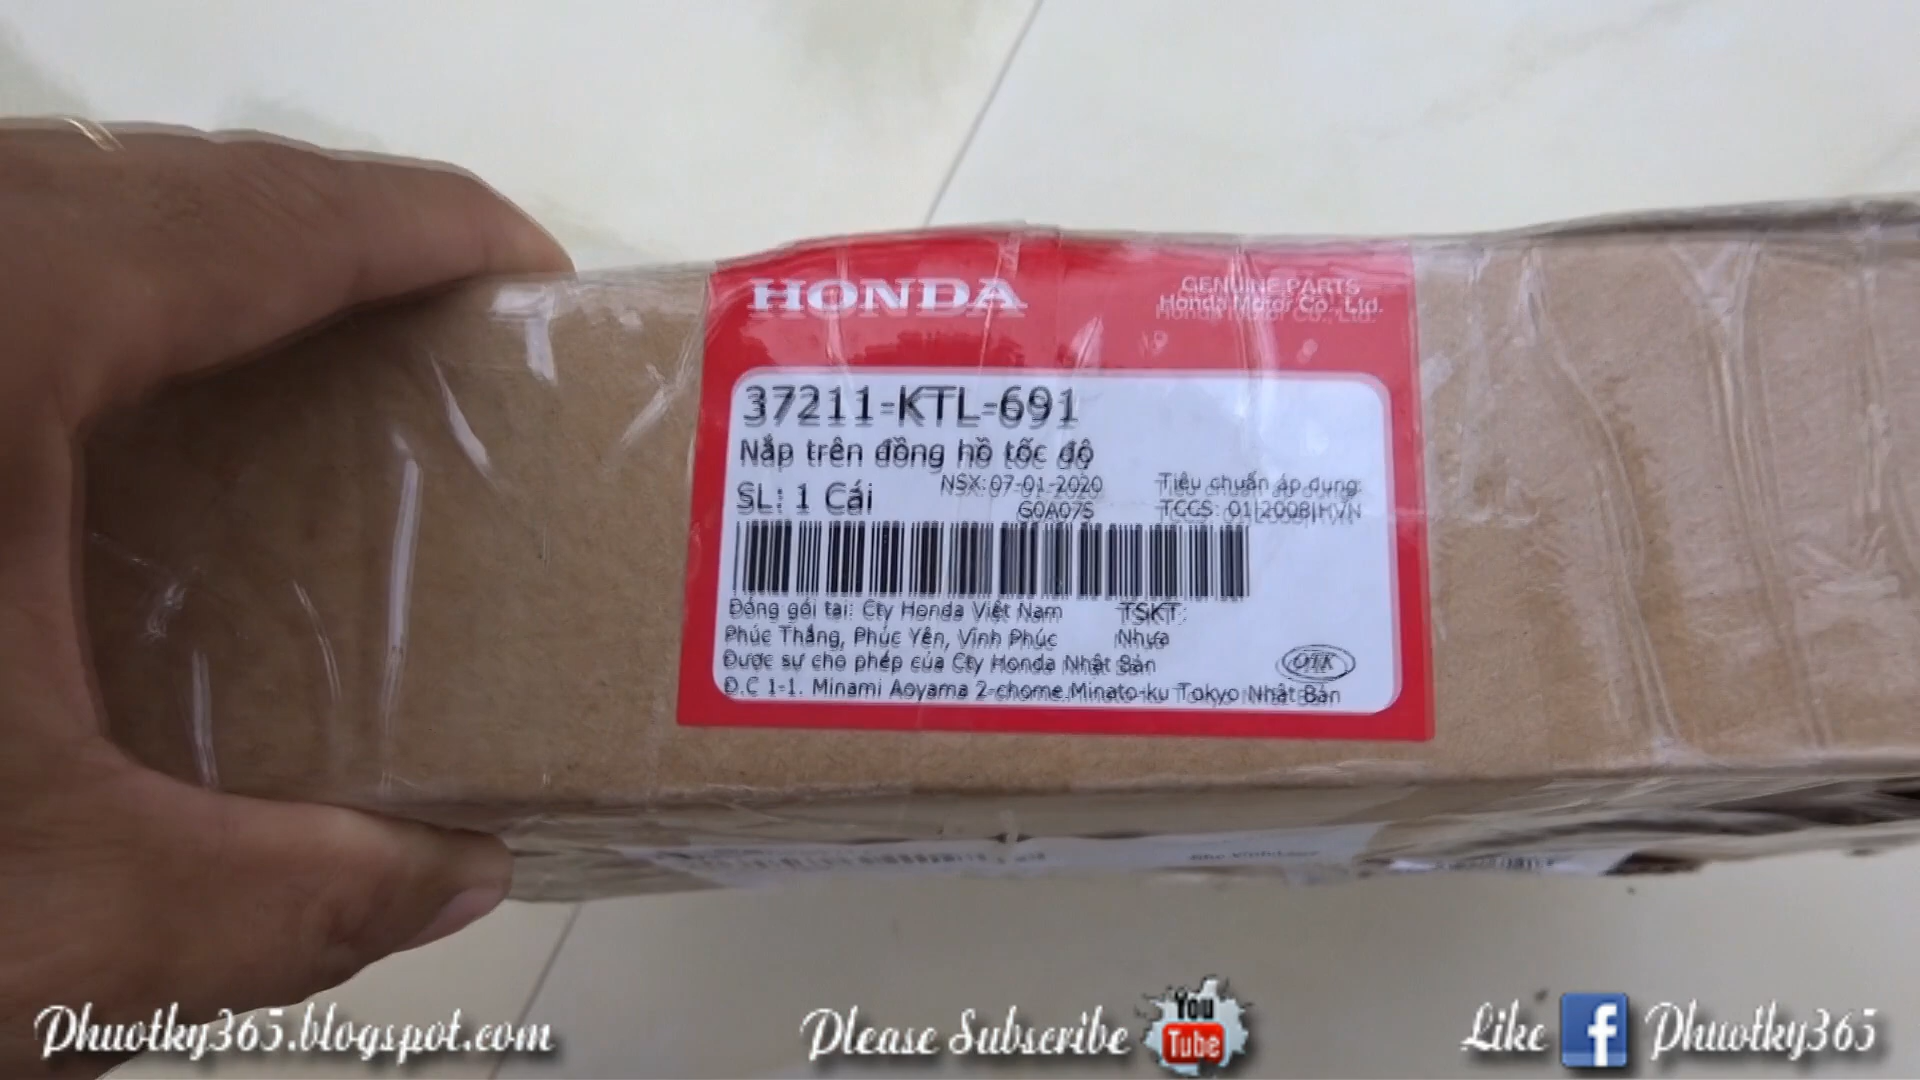 HONDA
GENUINE PARTS
Honda Motor Co., Ltd.
37211-KTL-691
Nắp trên đồng hồ tốc độ
SL: 1 Cái
NSX: 07-01-2020
G0A07S
Tiêu chuẩn áp dụng:
TCCS: 01|2008|HVN
Đóng gói tại: Cty Honda Việt Nam
Phúc Thắng, Phúc Yên, Vĩnh Phúc
TSKT:
Nhựa
Được sự cho phép của Cty Honda Nhật Bản
Đ.C 1-1. Minami Aoyama 2-chome.Minato-ku Tokyo Nhật Bản
OTK
Phuotky365.blogspot.com
Please Subscribe
You
Tube
Like
f
Phuotky365